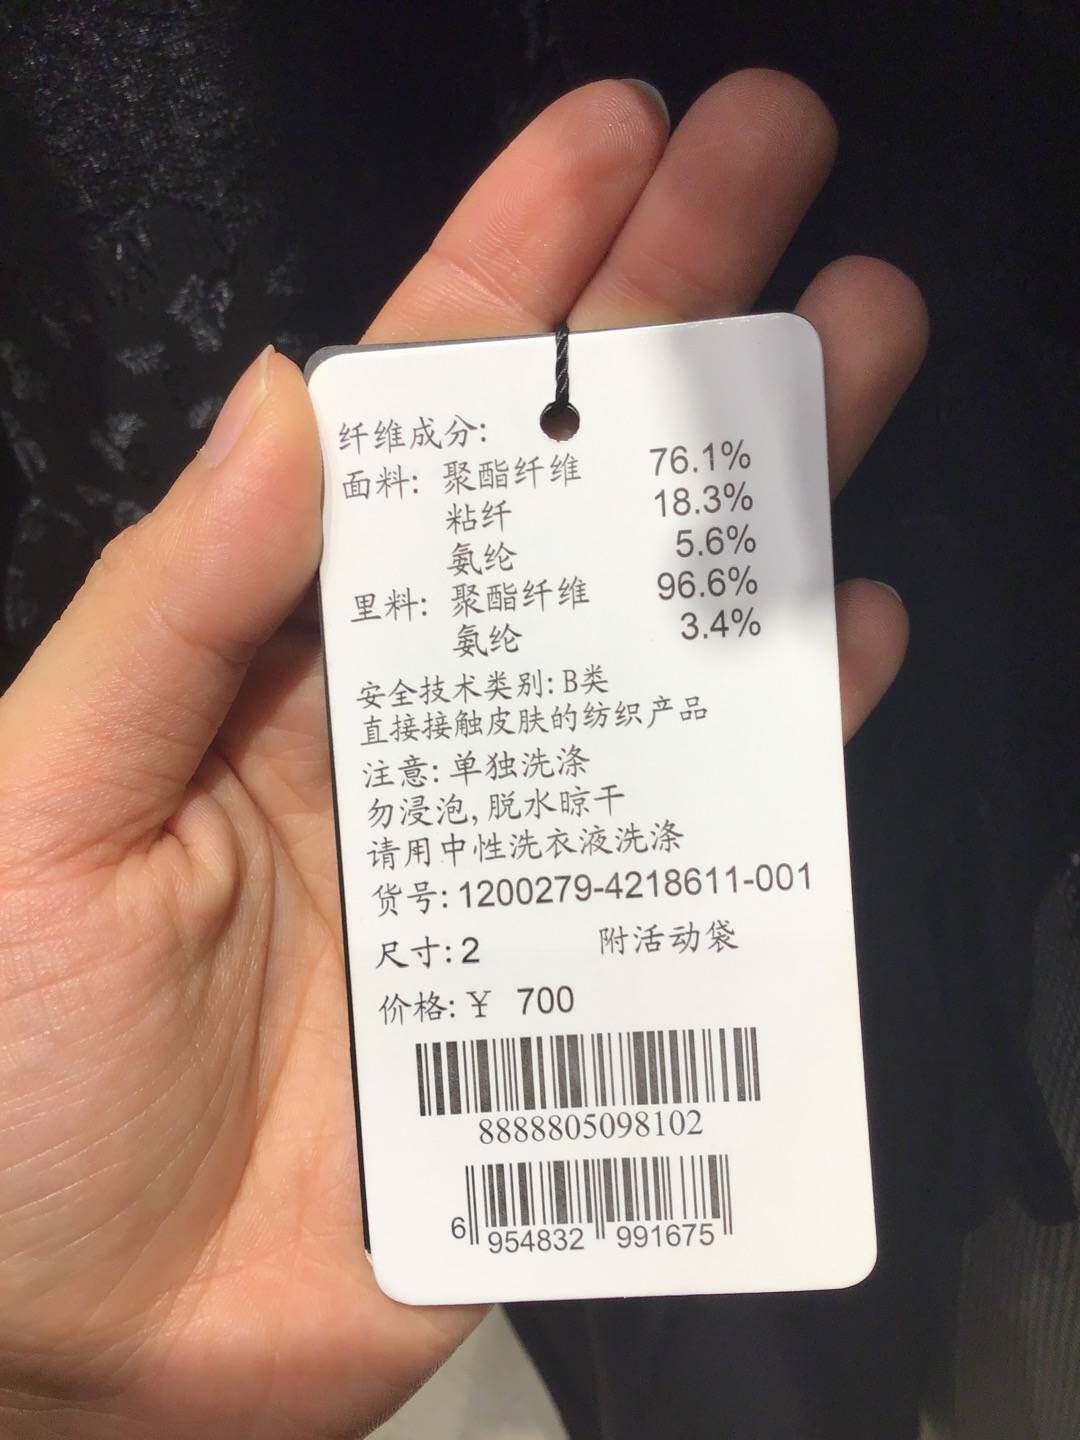 纤维成分:
面料: 聚酯纤维 76.1%
粘纤 18.3%
氨纶 5.6%
里料: 聚酯纤维 96.6%
氨纶 3.4%
安全技术类别: B类
直接接触皮肤的纺织产品
注意: 单独洗涤
勿浸泡, 脱水晾干
请用中性洗衣液洗涤
货号: 1200279-4218611-001
尺寸: 2 附活动袋
价格: ¥ 700
8888805098102
6 954832 991675